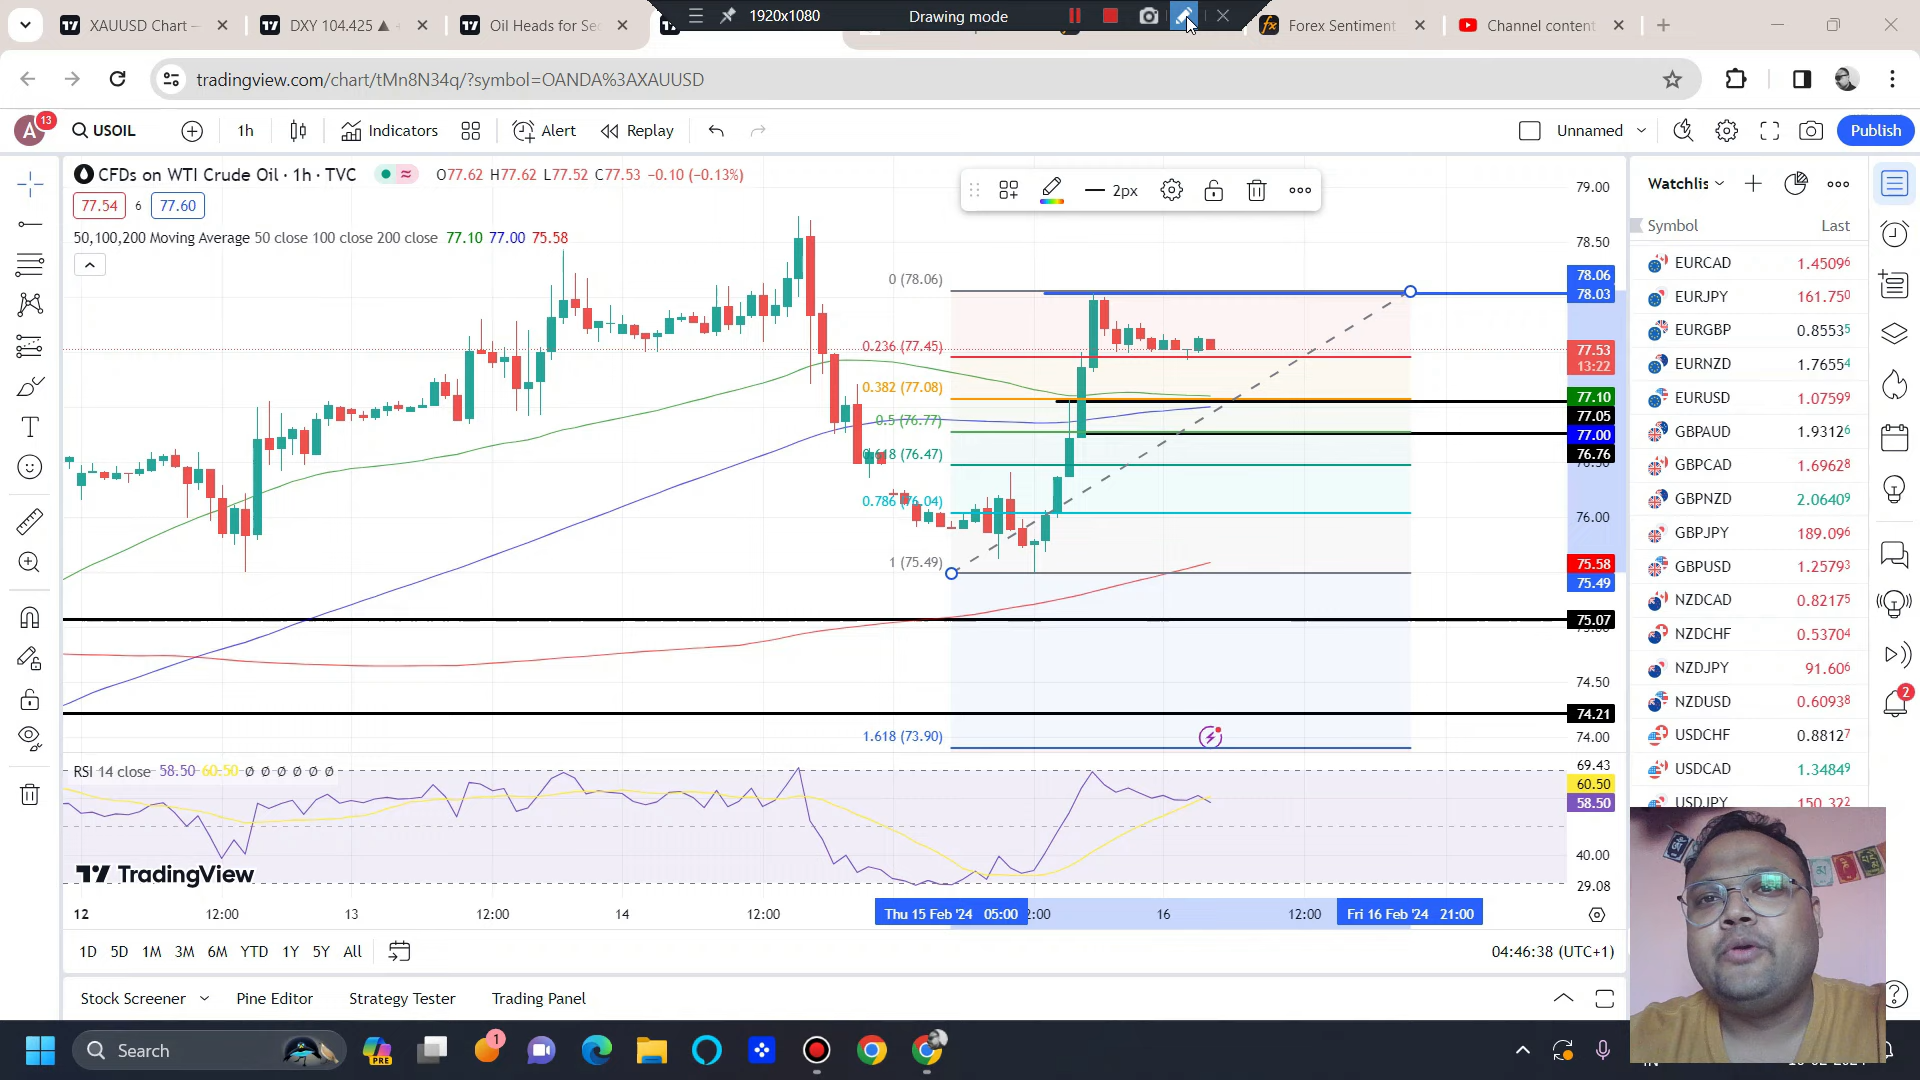 XAUUSD Chart —
DXY 104.425 ▲ +
Oil Heads for Se
1920x1080
Drawing mode
Forex Sentiment
Channel content
tradingview.com/chart/tMn8N34q/?symbol=OANDA%3AXAUUSD
A
13
USOIL
1h
Indicators
Alert
Replay
Unnamed
Publish
CFDs on WTI Crude Oil · 1h · TVC
O77.62 H77.62 L77.52 C77.53 −0.10 (−0.13%)
77.54
6
77.60
50,100,200 Moving Average 50 close 100 close 200 close 77.10 77.00 75.58
2px
0 (78.06)
0.236 (77.45)
0.382 (77.08)
0.5 (76.77)
0.618 (76.47)
0.786 (76.04)
1 (75.49)
1.618 (73.90)
79.00
78.50
78.06
78.03
77.53
13:22
77.10
77.05
77.00
76.76
76.00
75.58
75.49
75.07
74.50
74.21
74.00
RSI 14 close 58.50 60.50 Ø Ø Ø Ø Ø Ø
69.43
60.50
58.50
40.00
29.08
TradingView
12
12:00
13
12:00
14
12:00
Thu 15 Feb '24 05:00
2:00
16
12:00
Fri 16 Feb '24 21:00
1D 5D 1M 3M 6M YTD 1Y 5Y All
04:46:38 (UTC+1)
Stock Screener
Pine Editor
Strategy Tester
Trading Panel
Watchlis
Symbol Last
EURCAD 1.45096
EURJPY 161.750
EURGBP 0.85535
EURNZD 1.76554
EURUSD 1.07599
GBPAUD 1.93126
GBPCAD 1.69628
GBPNZD 2.06409
GBPJPY 189.096
GBPUSD 1.25793
NZDCAD 0.82175
NZDCHF 0.53704
NZDJPY 91.606
NZDUSD 0.60938
USDCHF 0.88127
USDCAD 1.34849
USDJPY 150.322
2
Search
PRE
1